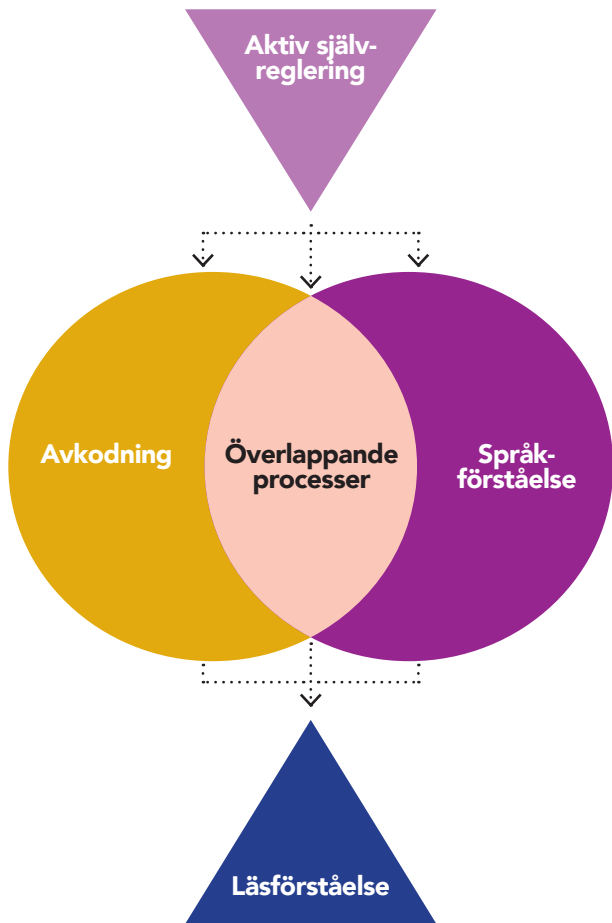 Aktiv själv-
reglering
Avkodning
Överlappande
processer
Språk-
förståelse
Läsförståelse